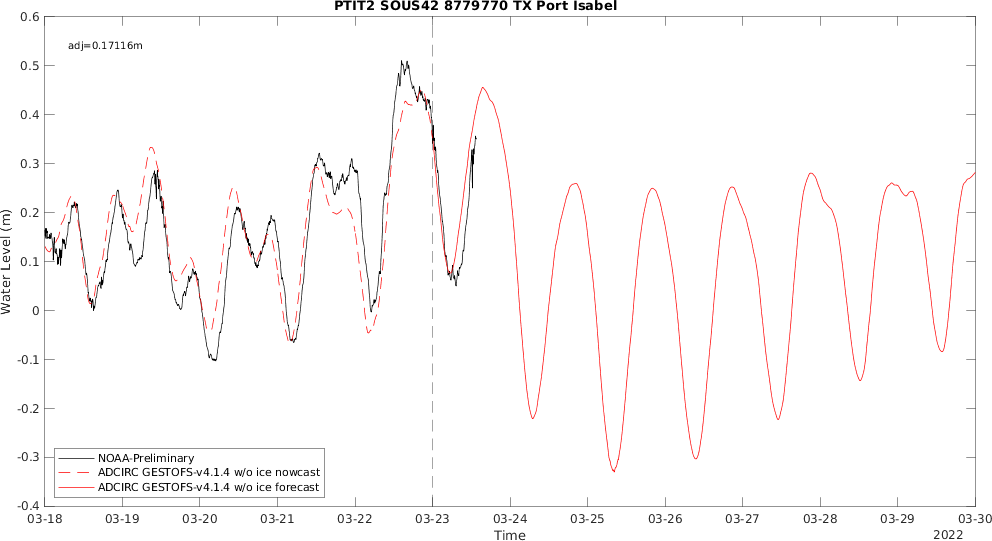 PTIT2 SOUS42 8779770 TX Port Isabel
adj=0.17116m
0.6
0.5
0.4
0.3
0.2
0.1
0
-0.1
-0.2
-0.3
-0.4
Water Level (m)
NOAA-Preliminary
ADCIRC GESTOFS-v4.1.4 w/o ice nowcast
ADCIRC GESTOFS-v4.1.4 w/o ice forecast
03-18 03-19 03-20 03-21 03-22 03-23 03-24 03-25 03-26 03-27 03-28 03-29 03-30
Time
2022